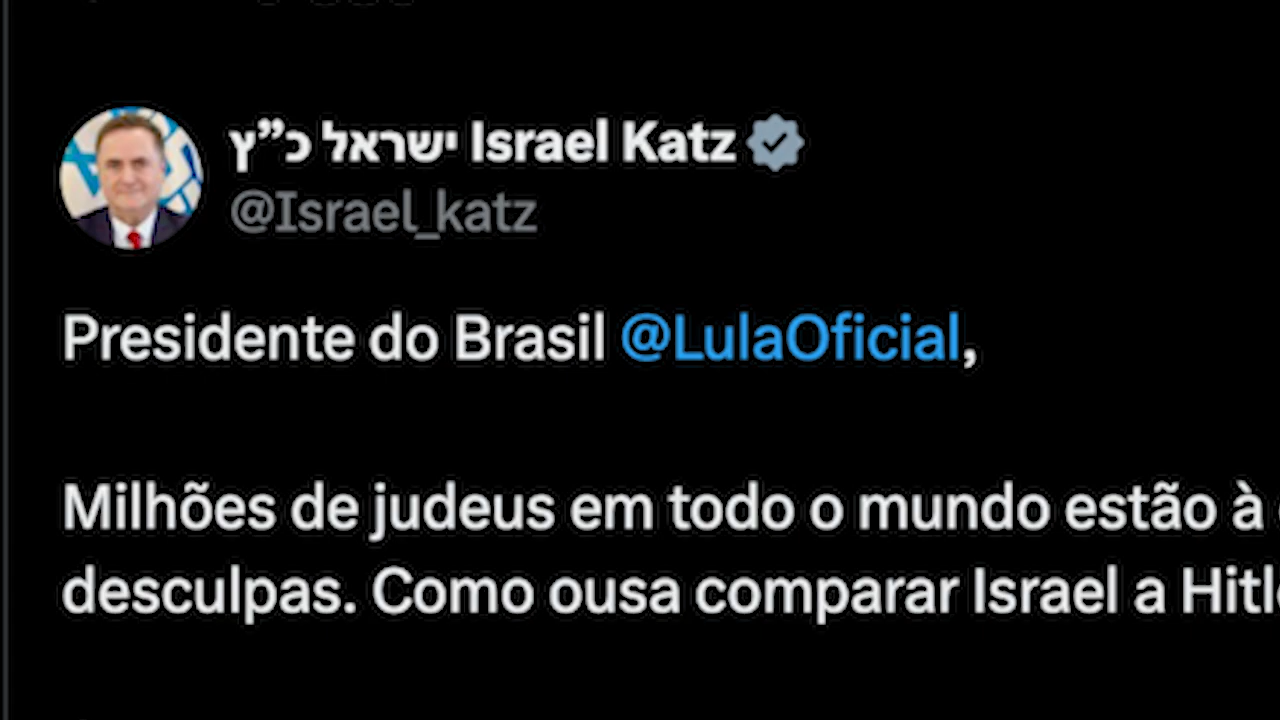 ישראל כ”ץ Israel Katz
@Israel_katz
Presidente do Brasil @LulaOficial,
Milhões de judeus em todo o mundo estão à
desculpas. Como ousa comparar Israel a